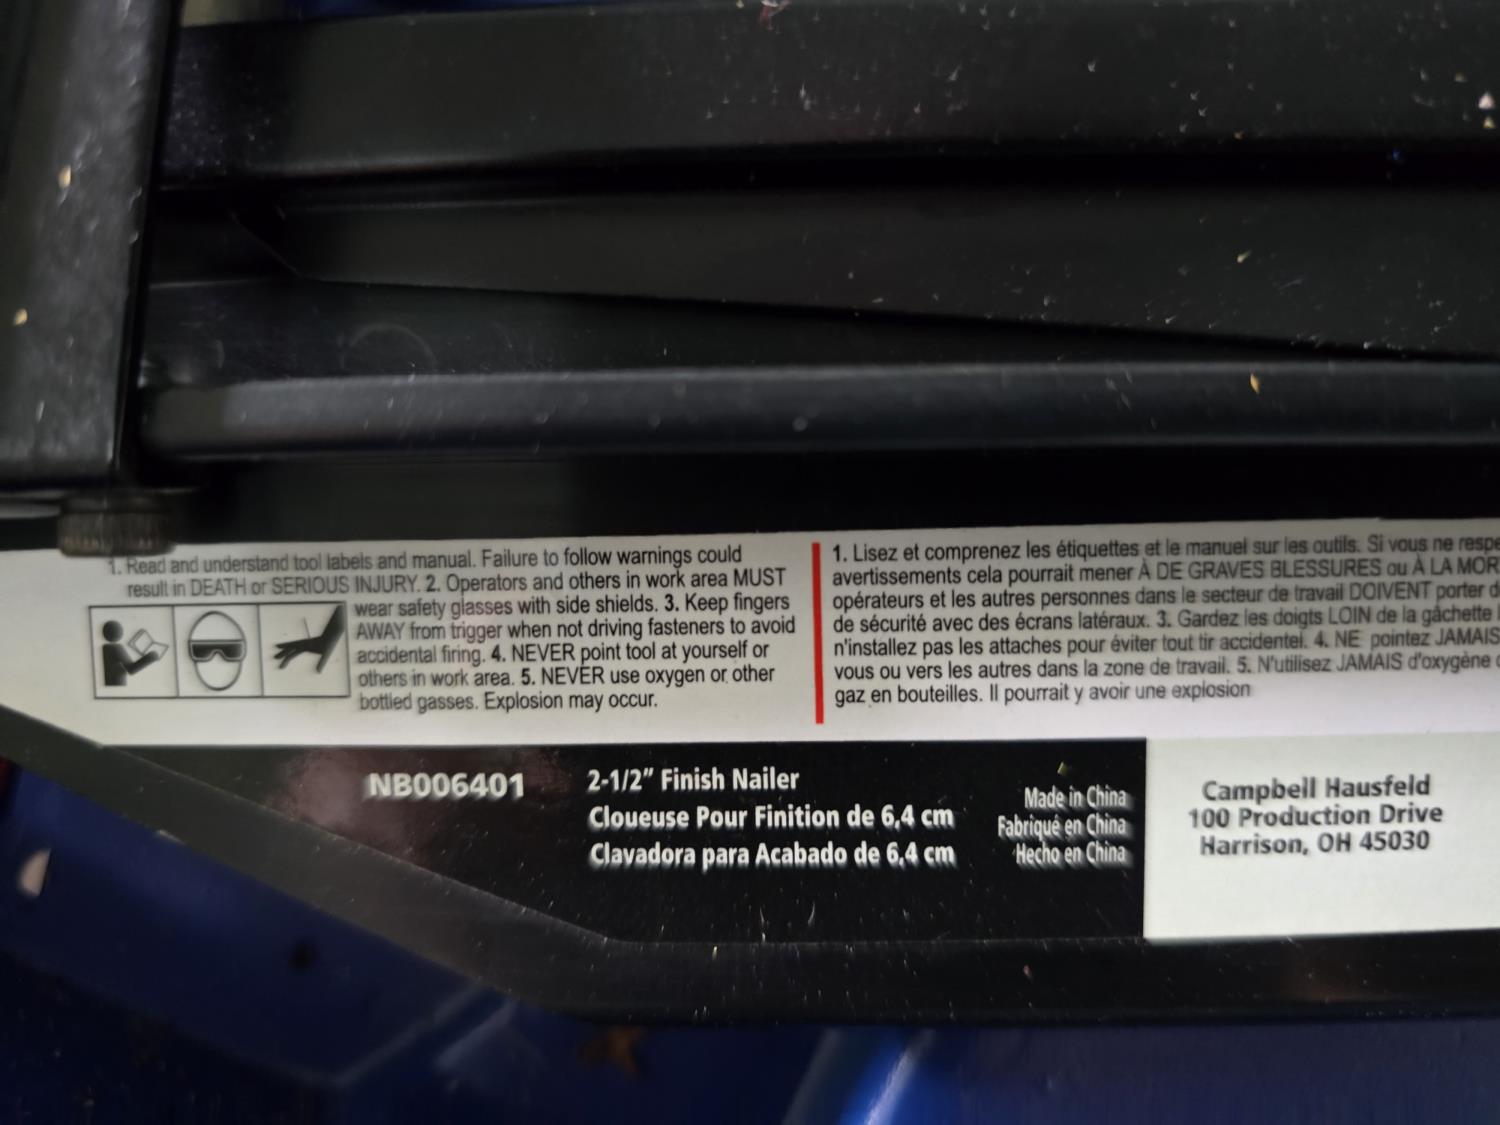 1. Read and understand tool labels and manual. Failure to follow warnings could
result in DEATH or SERIOUS INJURY. 2. Operators and others in work area MUST
wear safety glasses with side shields. 3. Keep fingers
AWAY from trigger when not driving fasteners to avoid
accidental firing. 4. NEVER point tool at yourself or
others in work area. 5. NEVER use oxygen or other
bottled gasses. Explosion may occur.
1. Lisez et comprenez les étiquettes et le manuel sur les outils. Si vous ne respe
avertissements cela pourrait mener À DE GRAVES BLESSURES ou À LA MOR
opérateurs et les autres personnes dans le secteur de travail DOIVENT porter d
de sécurité avec des écrans latéraux. 3. Gardez les doigts LOIN de la gâchette
n'installez pas les attaches pour éviter tout tir accidentel. 4. NE pointez JAMAIS
vous ou vers les autres dans la zone de travail. 5. N'utilisez JAMAIS d'oxygène
gaz en bouteilles. Il pourrait y avoir une explosion
NB006401
2-1/2" Finish Nailer
Cloueuse Pour Finition de 6,4 cm
Clavadora para Acabado de 6,4 cm
Made in China
Fabriqué en China
Hecho en China
Campbell Hausfeld
100 Production Drive
Harrison, OH 45030